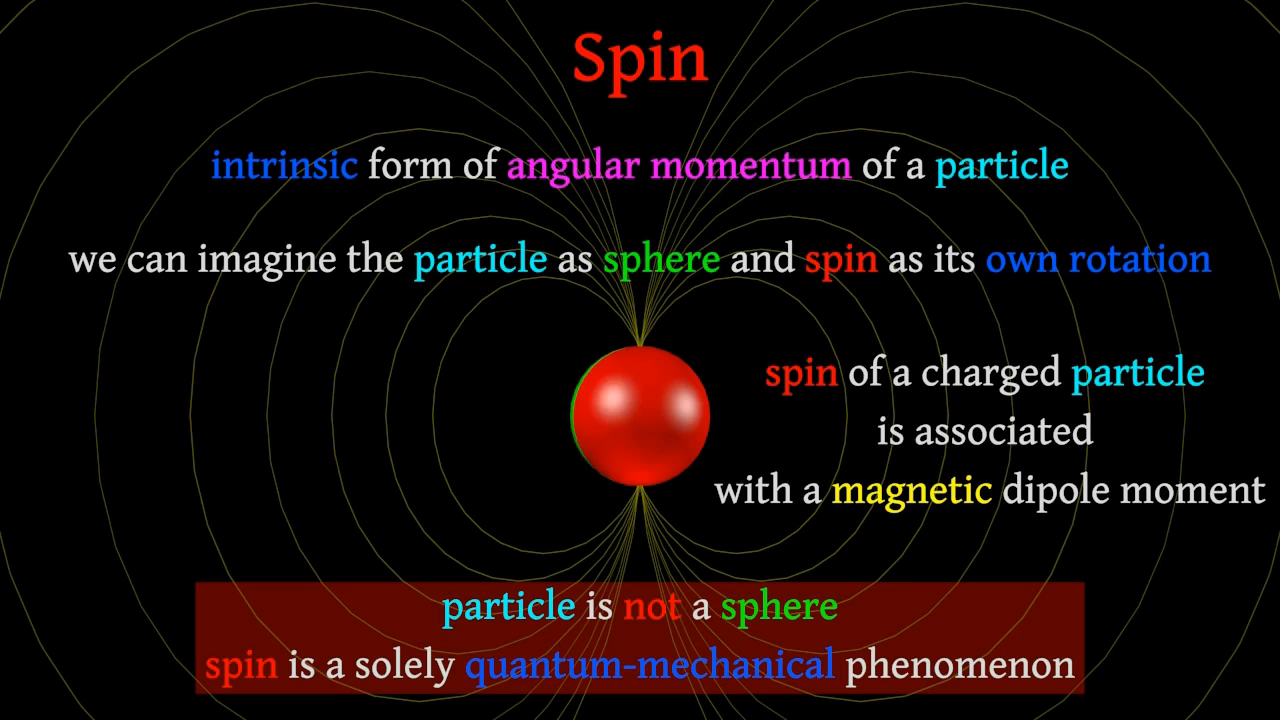 Spin
intrinsic form of angular momentum of a particle
we can imagine the particle as sphere and spin as its own rotation
spin of a charged particle
is associated
with a magnetic dipole moment
particle is not a sphere
spin is a solely quantum-mechanical phenomenon